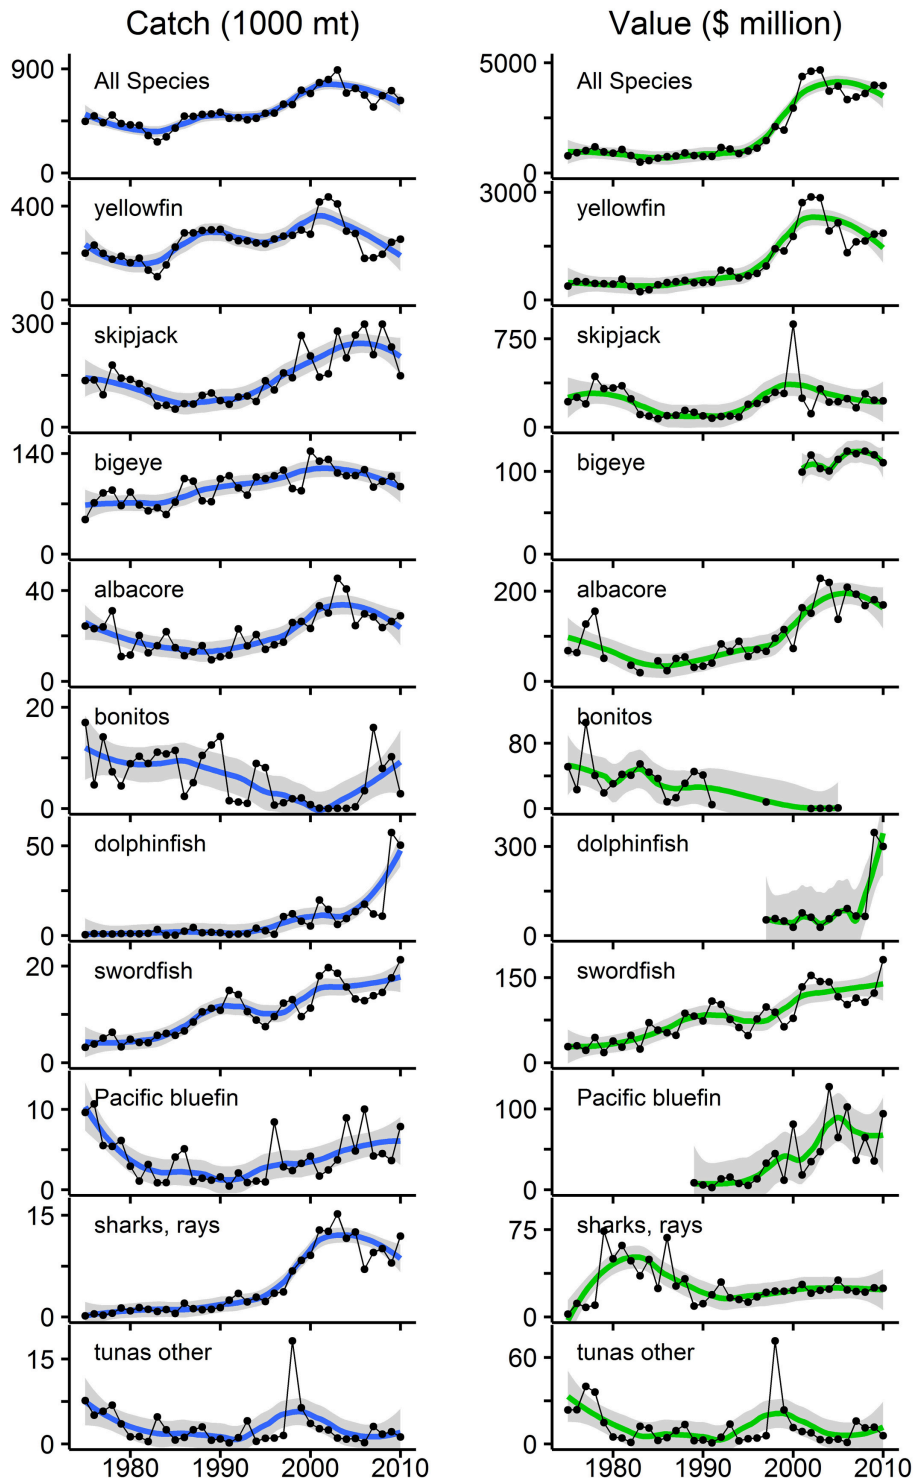 Catch (1000 mt)
Value ($ million)
All Species
900
0
All Species
5000
0
yellowfin
400
0
yellowfin
3000
0
skipjack
300
0
skipjack
750
0
bigeye
140
0
bigeye
100
0
albacore
40
0
albacore
200
0
bonitos
20
0
bonitos
80
0
dolphinfish
50
0
dolphinfish
300
0
swordfish
20
0
swordfish
150
0
Pacific bluefin
10
0
Pacific bluefin
100
0
sharks, rays
15
0
sharks, rays
75
0
tunas other
15
0
tunas other
60
0
1980 1990 2000 2010
1980 1990 2000 2010